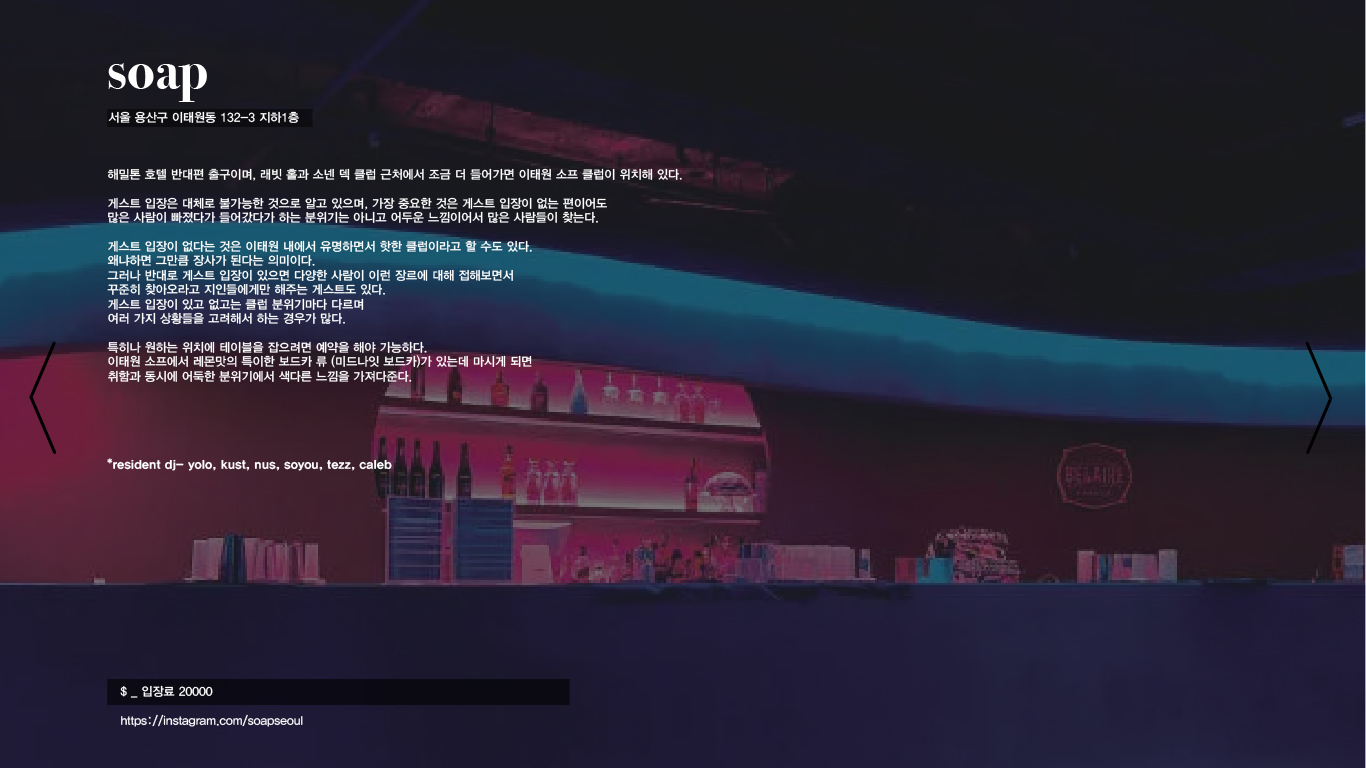 soap
서울 용산구 이태원동 132-3 지하1층
해밀톤 호텔 반대편 출구이며, 래빗 홀과 소넨 덱 클럽 근처에서 조금 더 들어가면 이태원 소프 클럽이 위치해 있다.
게스트 입장은 대체로 불가능한 것으로 알고 있으며, 가장 중요한 것은 게스트 입장이 없는 편이어도
많은 사람이 빠졌다가 들어갔다가 하는 분위기는 아니고 어두운 느낌이어서 많은 사람들이 찾는다.
게스트 입장이 없다는 것은 이태원 내에서 유명하면서 핫한 클럽이라고 할 수도 있다.
왜냐하면 그만큼 장사가 된다는 의미이다.
그러나 반대로 게스트 입장이 있으면 다양한 사람이 이런 장르에 대해 접해보면서
꾸준히 찾아오라고 지인들에게만 해주는 게스트도 있다.
게스트 입장이 있고 없고는 클럽 분위기마다 다르며
여러 가지 상황들을 고려해서 하는 경우가 많다.
특히나 원하는 위치에 테이블을 잡으려면 예약을 해야 가능하다.
이태원 소프에서 레몬맛의 특이한 보드카 류 (미드나잇 보드카)가 있는데 마시게 되면
취함과 동시에 어둑한 분위기에서 색다른 느낌을 가져다준다.
*resident dj- yolo, kust, nus, soyou, tezz, caleb
BELAIRE
$ _ 입장료 20000
https://instagram.com/soapseoul